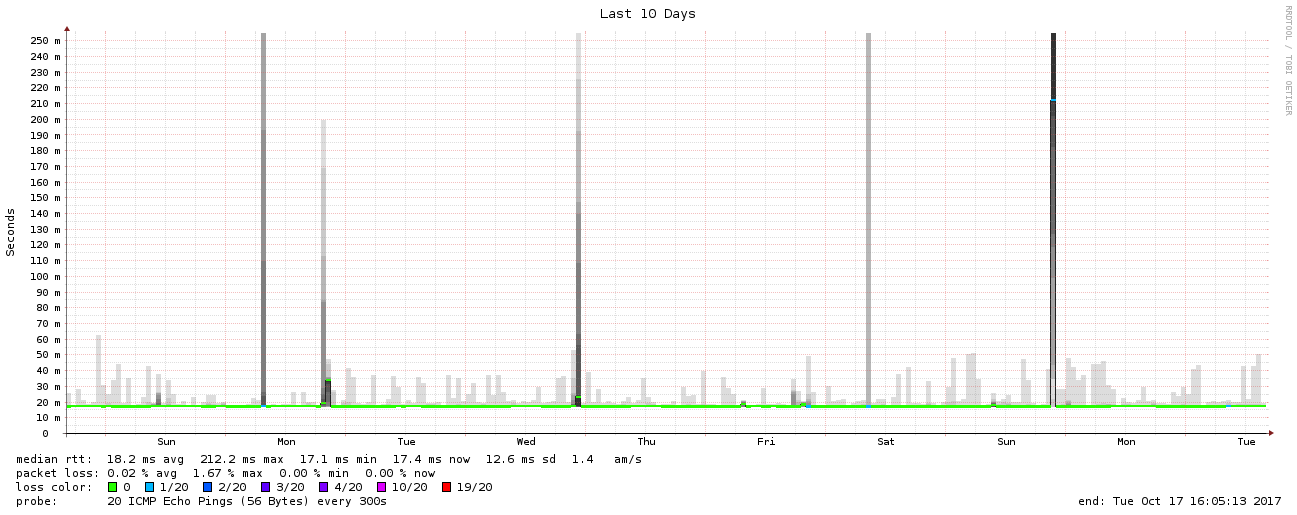 Last 10 Days
RRDTOOL / TOBI OETIKER
Seconds
250 m
240 m
230 m
220 m
210 m
200 m
190 m
180 m
170 m
160 m
150 m
140 m
130 m
120 m
110 m
100 m
90 m
80 m
70 m
60 m
50 m
40 m
30 m
20 m
10 m
0
Sun Mon Tue Wed Thu Fri Sat Sun Mon Tue
median rtt: 18.2 ms avg 212.2 ms max 17.1 ms min 17.4 ms now 12.6 ms sd 1.4 am/s
packet loss: 0.02 % avg 1.67 % max 0.00 % min 0.00 % now
loss color: 0 1/20 2/20 3/20 4/20 10/20 19/20
probe: 20 ICMP Echo Pings (56 Bytes) every 300s end: Tue Oct 17 16:05:13 2017